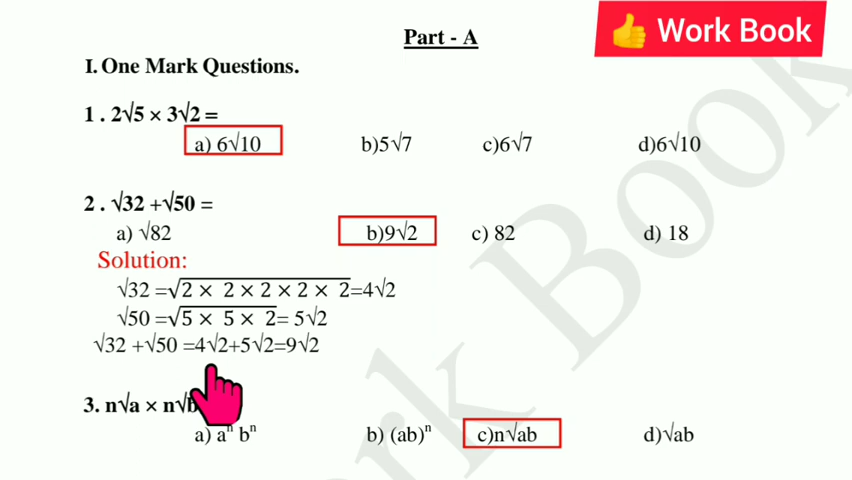 Part - A
👍 Work Book
I. One Mark Questions.
1 . 2√5 × 3√2 =
a) 6√10 b)5√7 c)6√7 d)6√10
2 . √32 +√50 =
a) √82 b)9√2 c) 82 d) 18
Solution:
√32 =√2 × 2 × 2 × 2 × 2=4√2
√50 =√5 × 5 × 2= 5√2
√32 +√50 =4√2+5√2=9√2
3. n√a × n√b
a) aⁿ bⁿ b) (ab)ⁿ c)n√ab d)√ab
Work Book